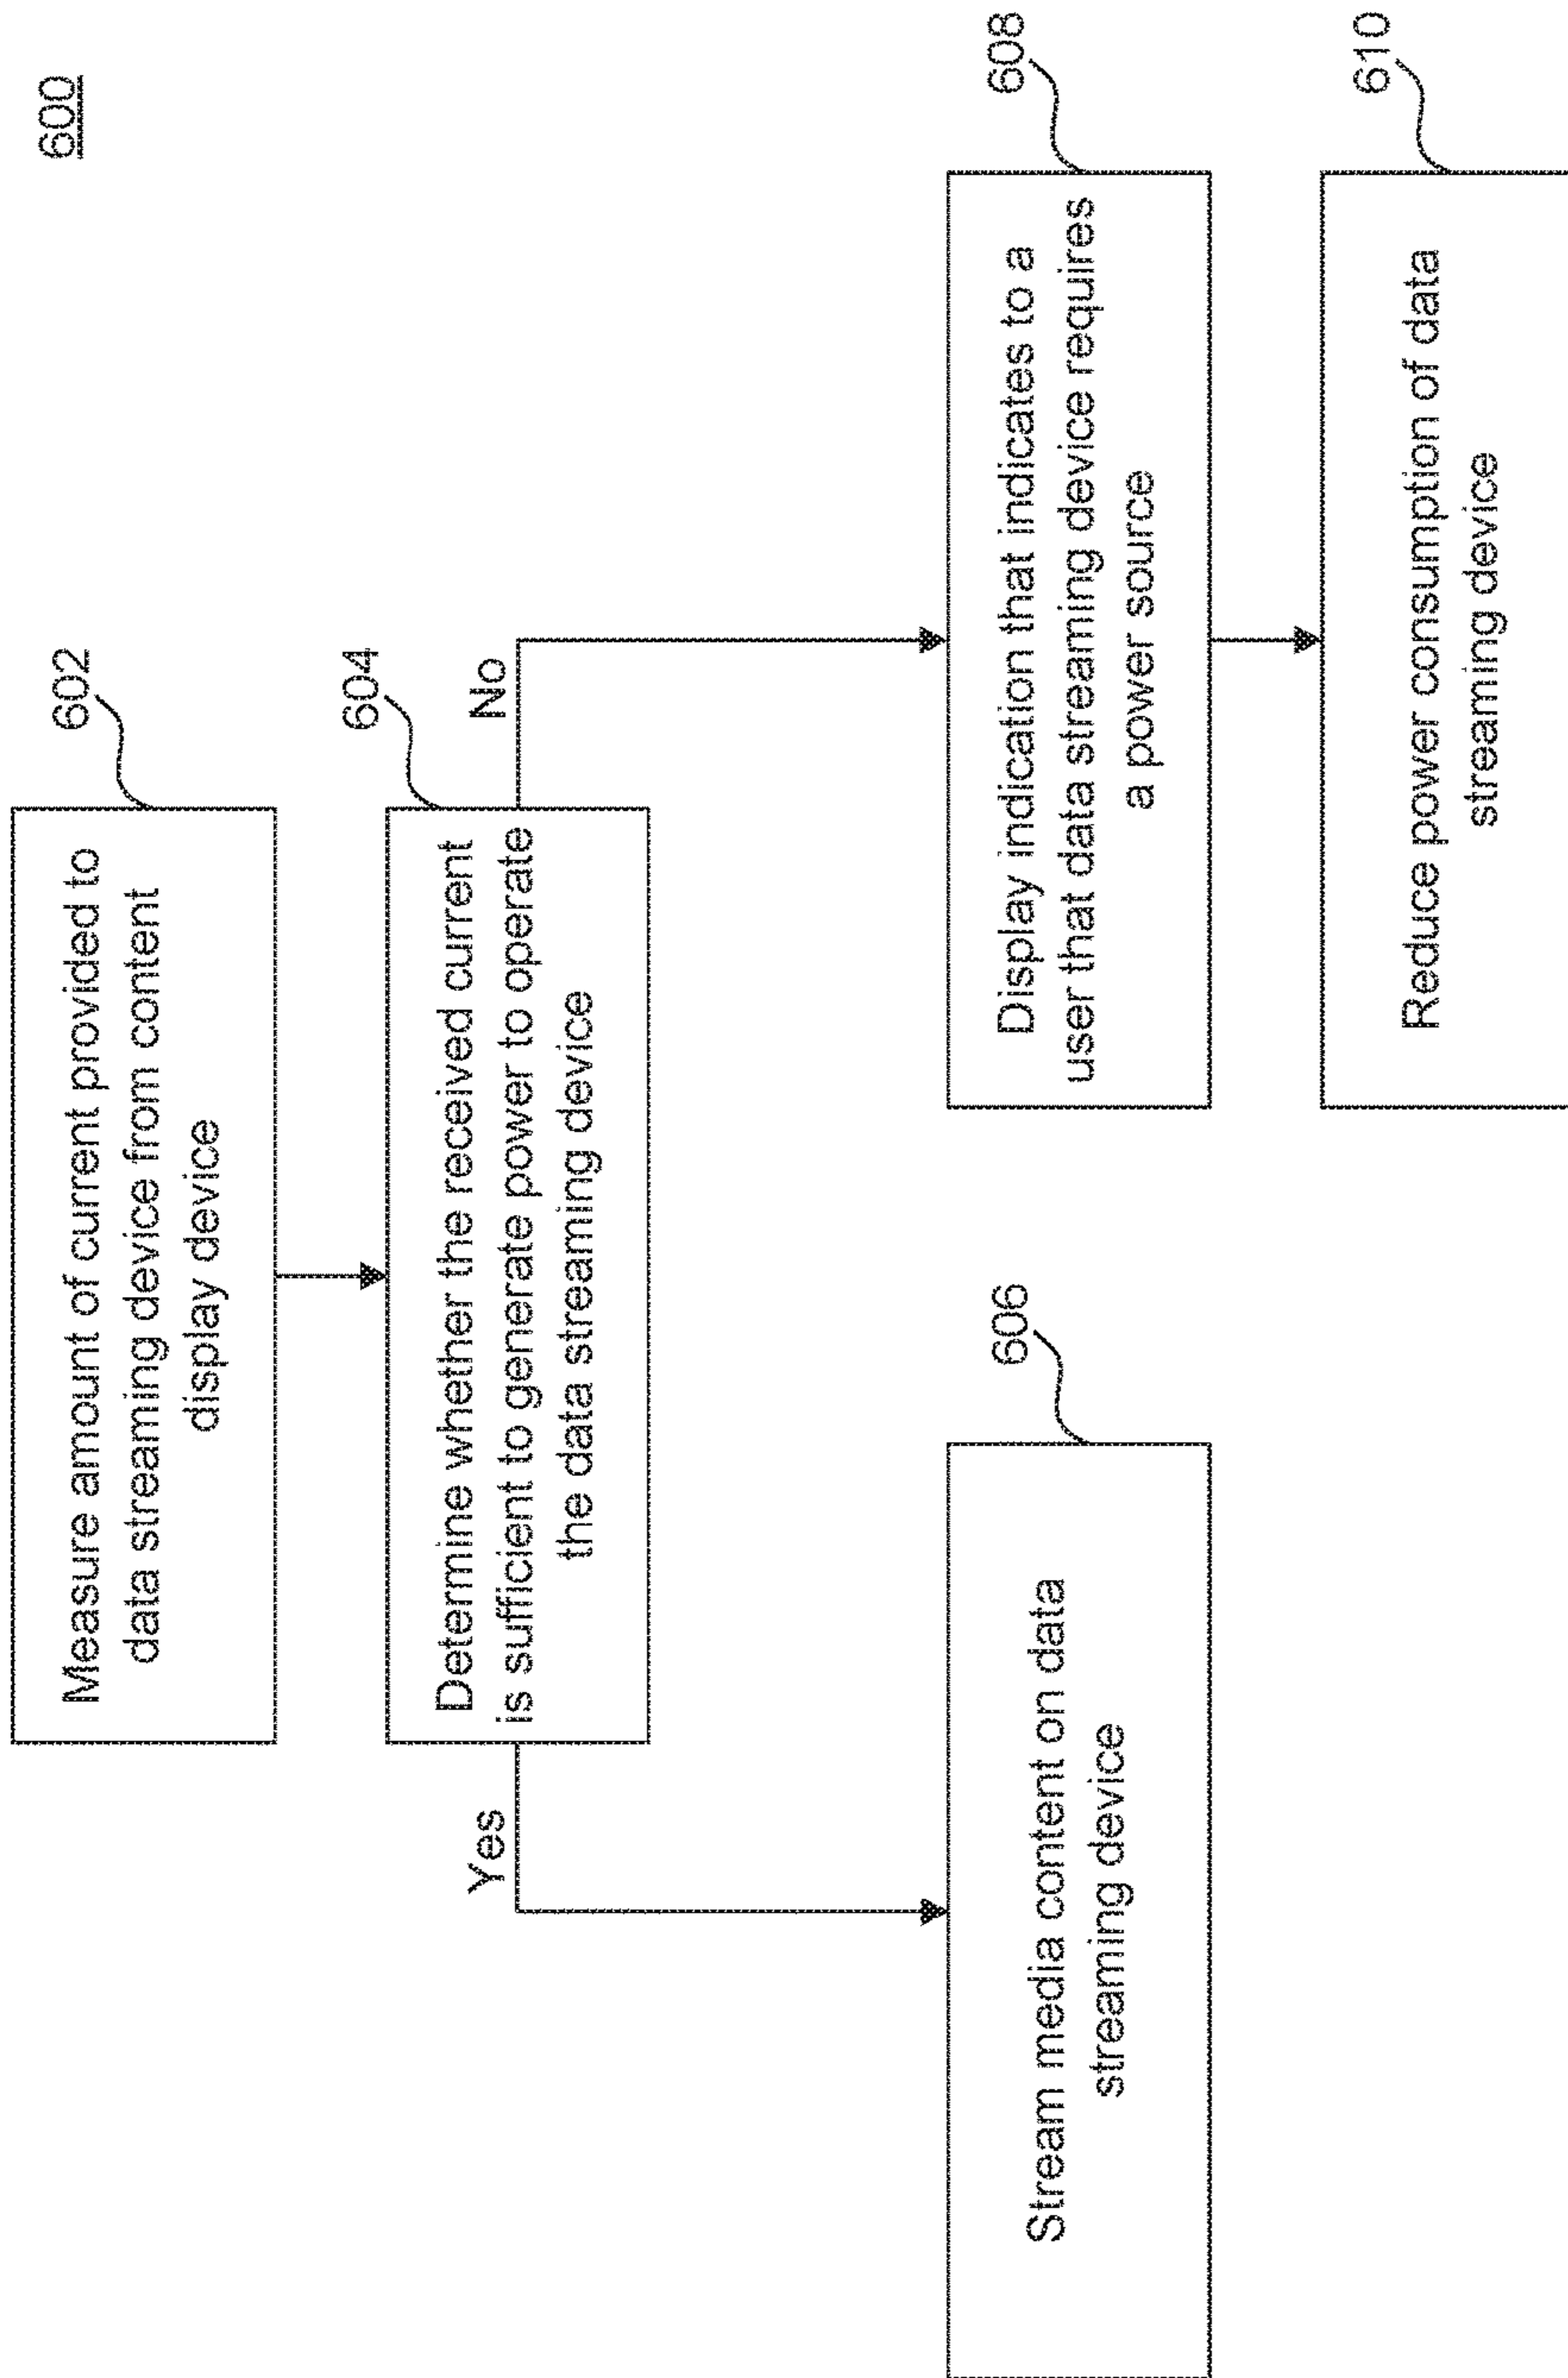 600
602
Measure amount of current provided to
data streaming device from content
display device
604
Determine whether the received current
is sufficient to generate power to operate
the data streaming device
Yes
No
606
Stream media content on data
streaming device
608
Display indication that indicates to a
user that data streaming device requires
a power source
610
Reduce power consumption of data
streaming device